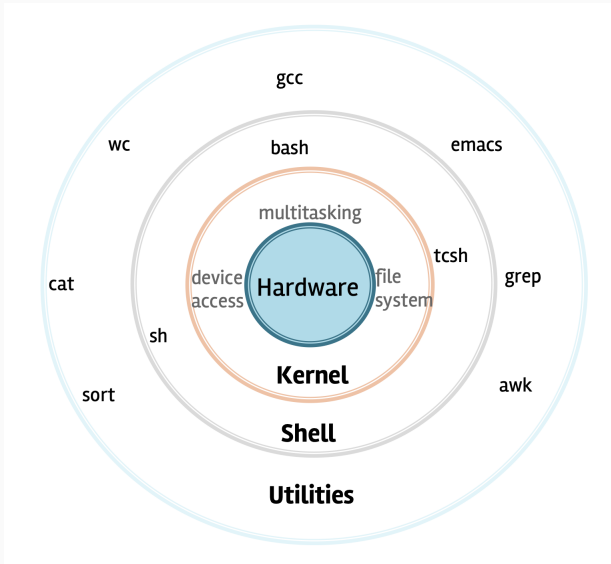 gcc
wc
emacs
bash
multitasking
tcsh
device
access
Hardware
file
system
cat
grep
sh
Kernel
awk
sort
Shell
Utilities